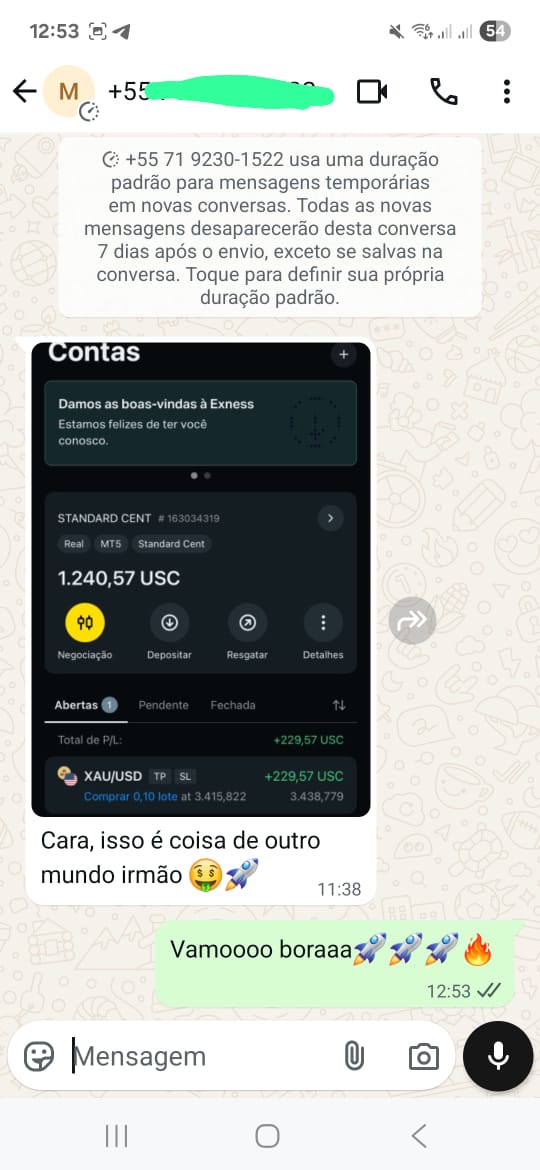 12:53
54
M
+55
+55 71 9230-1522 usa uma duração
padrão para mensagens temporárias
em novas conversas. Todas as novas
mensagens desaparecerão desta conversa
7 dias após o envio, exceto se salvas na
conversa. Toque para definir sua própria
duração padrão.
Contas
+
Damos as boas-vindas à Exness
Estamos felizes de ter você
conosco.
STANDARD CENT # 163034319
Real MT5 Standard Cent
1.240,57 USC
Negociação Depositar Resgatar Detalhes
Abertas 1 Pendente Fechada
Total de P/L: +229,57 USC
XAU/USD TP SL +229,57 USC
Comprar 0,10 lote at 3.415,822 3.438,779
Cara, isso é coisa de outro
mundo irmão 🤑🚀
11:38
Vamoooo boraaa🚀🚀🚀🔥
12:53
Mensagem